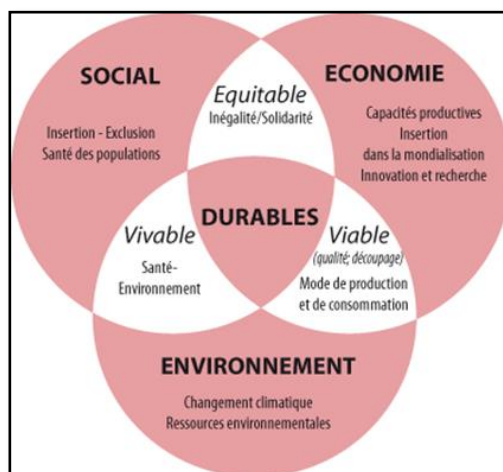 SOCIAL
Insertion - Exclusion
Santé des populations
Equitable
Inégalité/Solidarité
ECONOMIE
Capacités productives
Insertion
dans la mondialisation
Innovation et recherche
DURABLES
Vivable
Santé-
Environnement
Viable
(qualité; découpage)
Mode de production
et de consommation
ENVIRONNEMENT
Changement climatique
Ressources environnementales